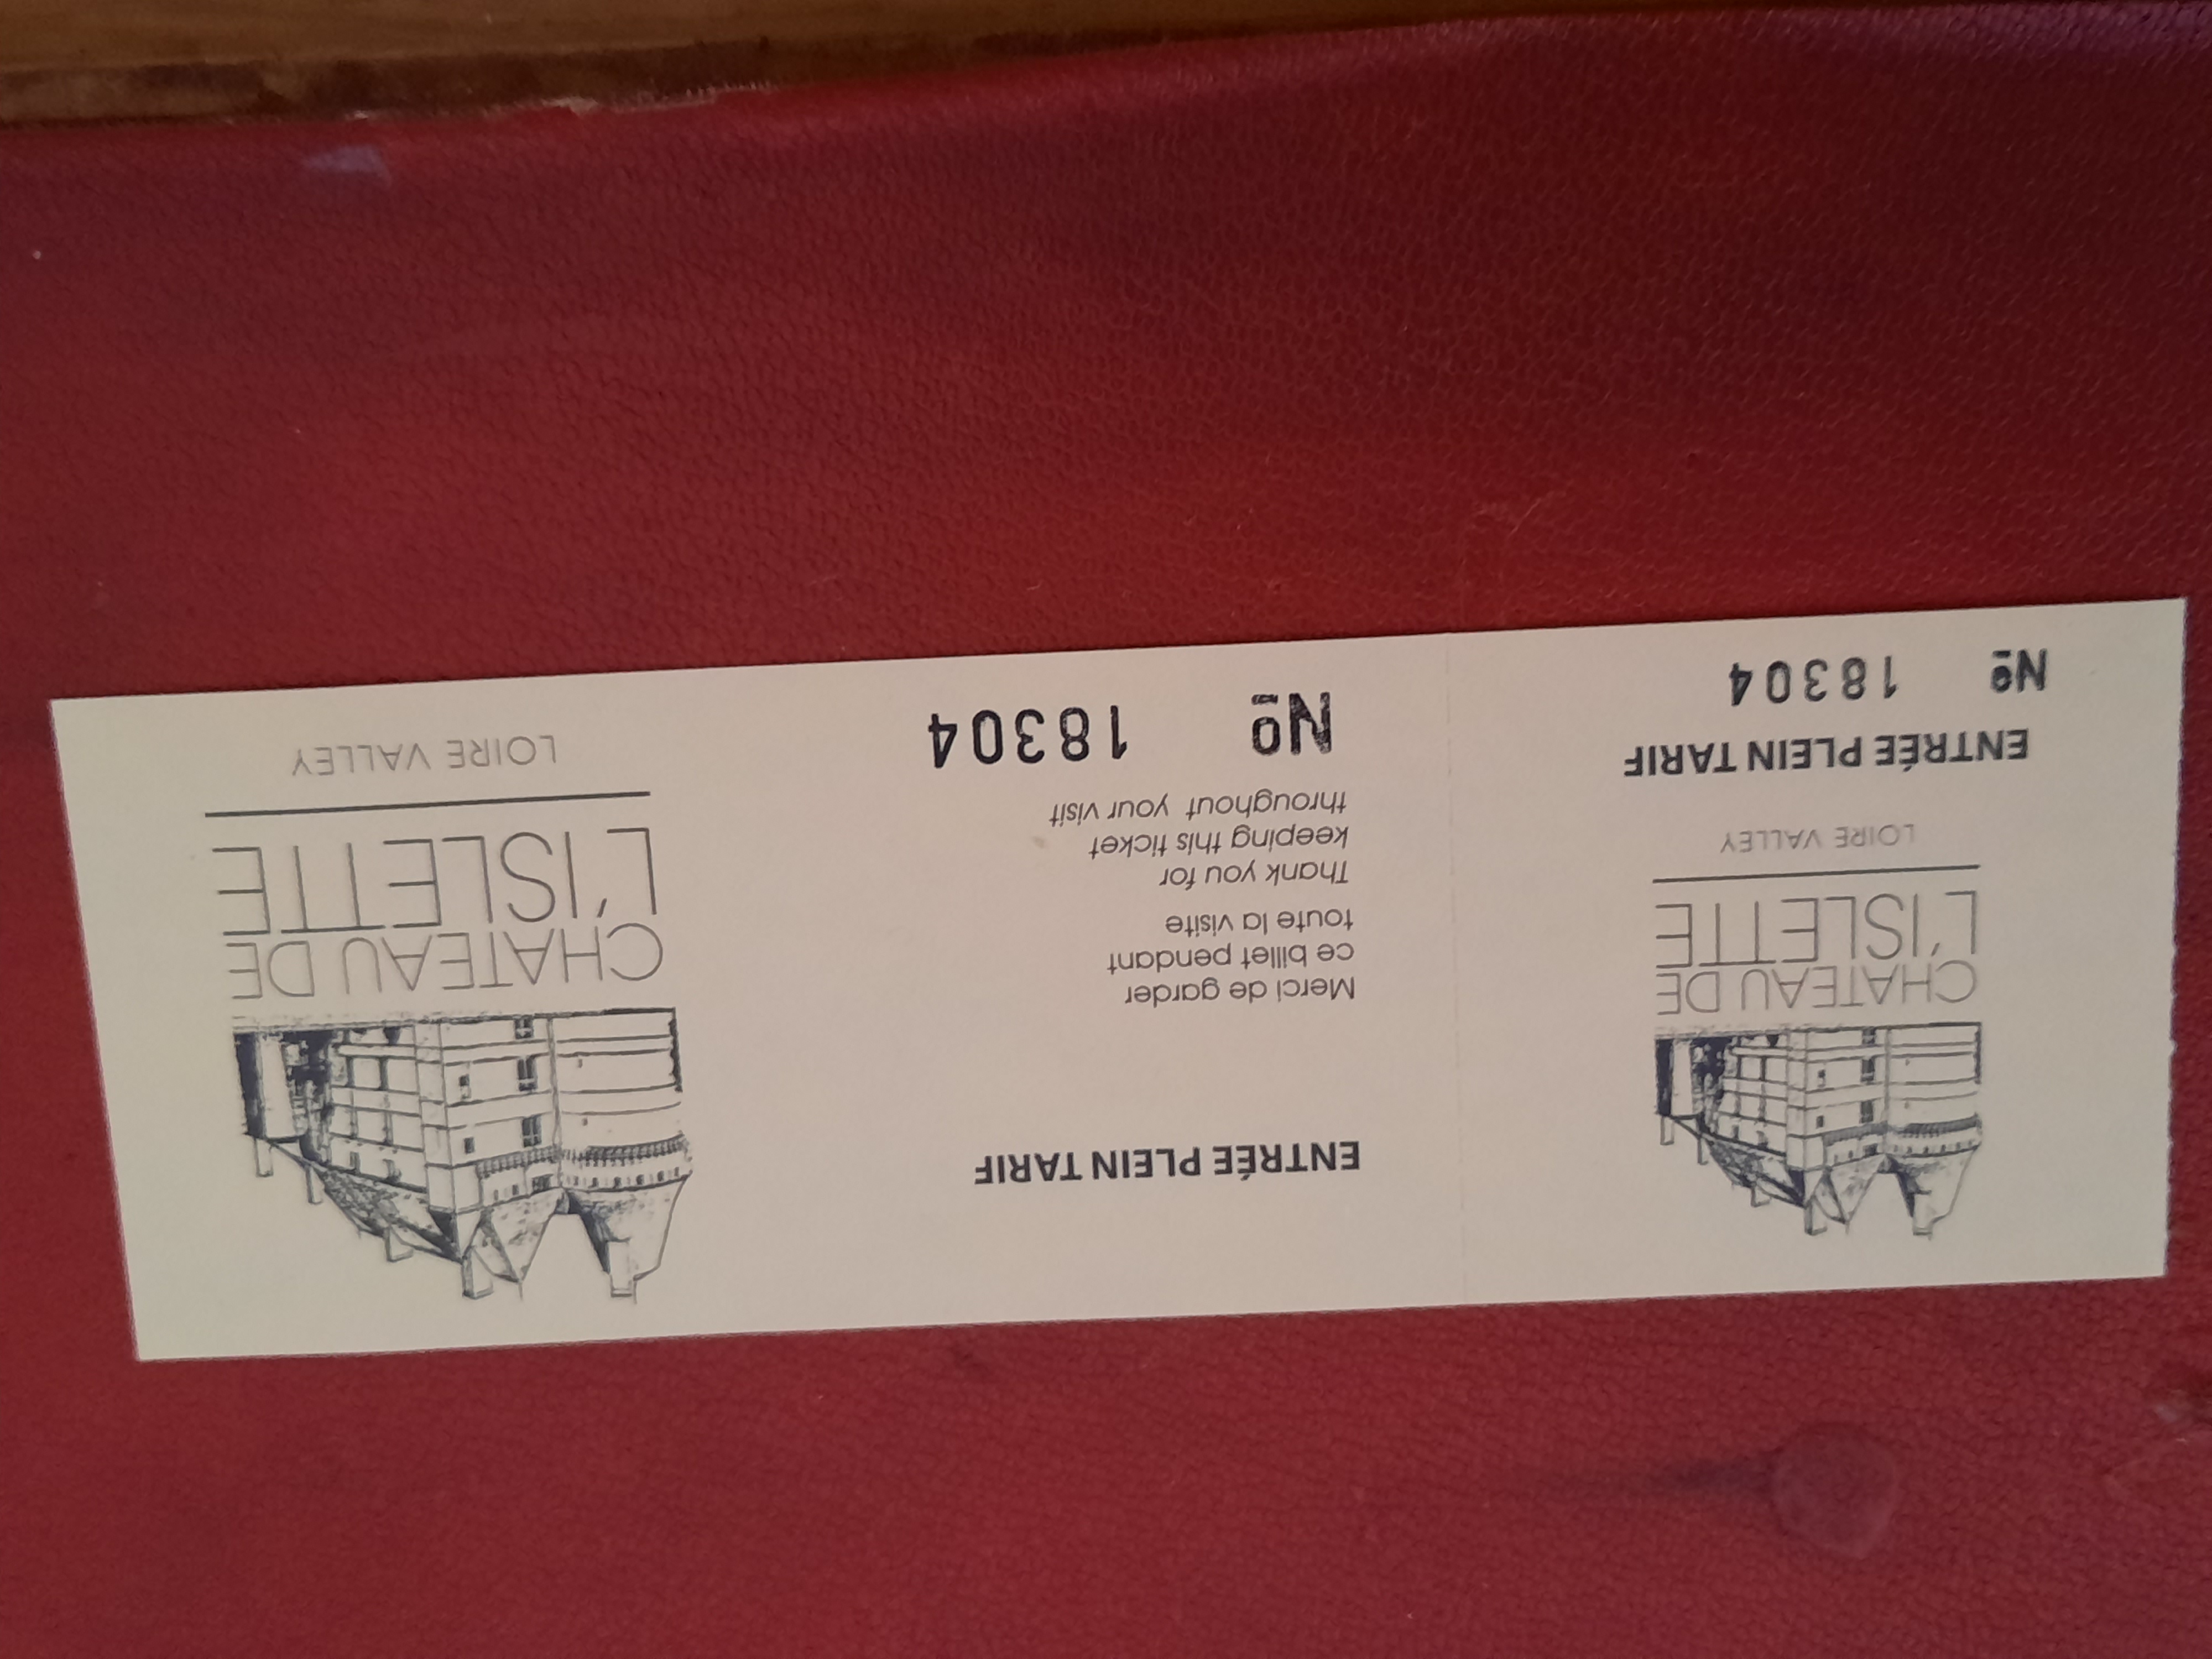 ENTRÉE PLEIN TARIF
Merci de garder
ce billet pendant
toute la visite
Thank you for
keeping this ticket
throughout your visit
Nº 18304
CHATEAU DE
L'ISLETTE
LOIRE VALLEY
CHATEAU DE
L'ISLETTE
LOIRE VALLEY
ENTRÉE PLEIN TARIF
Nº 18304